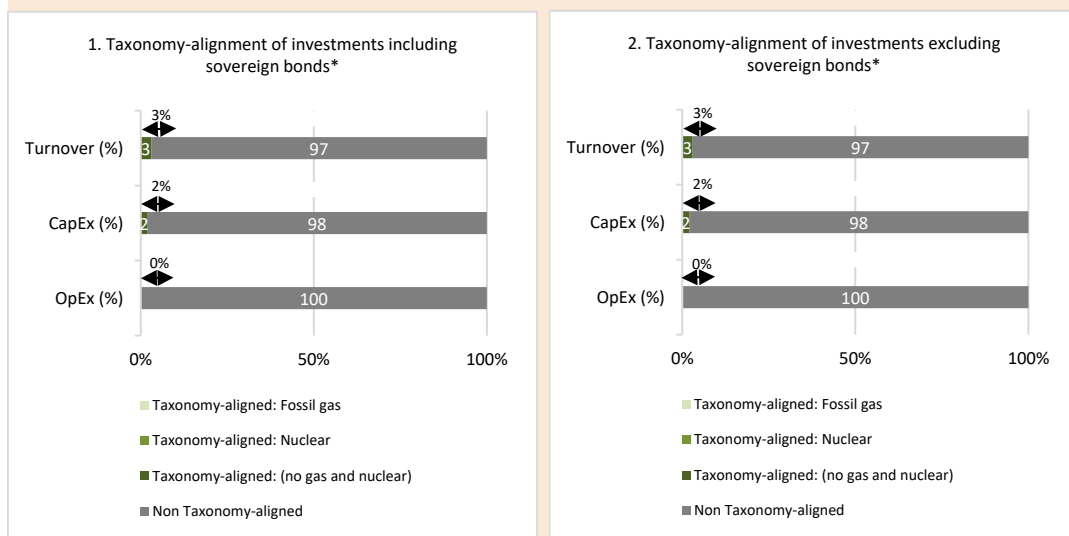 1. Taxonomy-alignment of investments including
sovereign bonds*
3%
Turnover (%)
3
97
2%
CapEx (%)
2
98
0%
OpEx (%)
100
0%
50%
100%
Taxonomy-aligned: Fossil gas
Taxonomy-aligned: Nuclear
Taxonomy-aligned: (no gas and nuclear)
Non Taxonomy-aligned
2. Taxonomy-alignment of investments excluding
sovereign bonds*
3%
Turnover (%)
3
97
2%
CapEx (%)
2
98
0%
OpEx (%)
100
0%
50%
100%
Taxonomy-aligned: Fossil gas
Taxonomy-aligned: Nuclear
Taxonomy-aligned: (no gas and nuclear)
Non Taxonomy-aligned